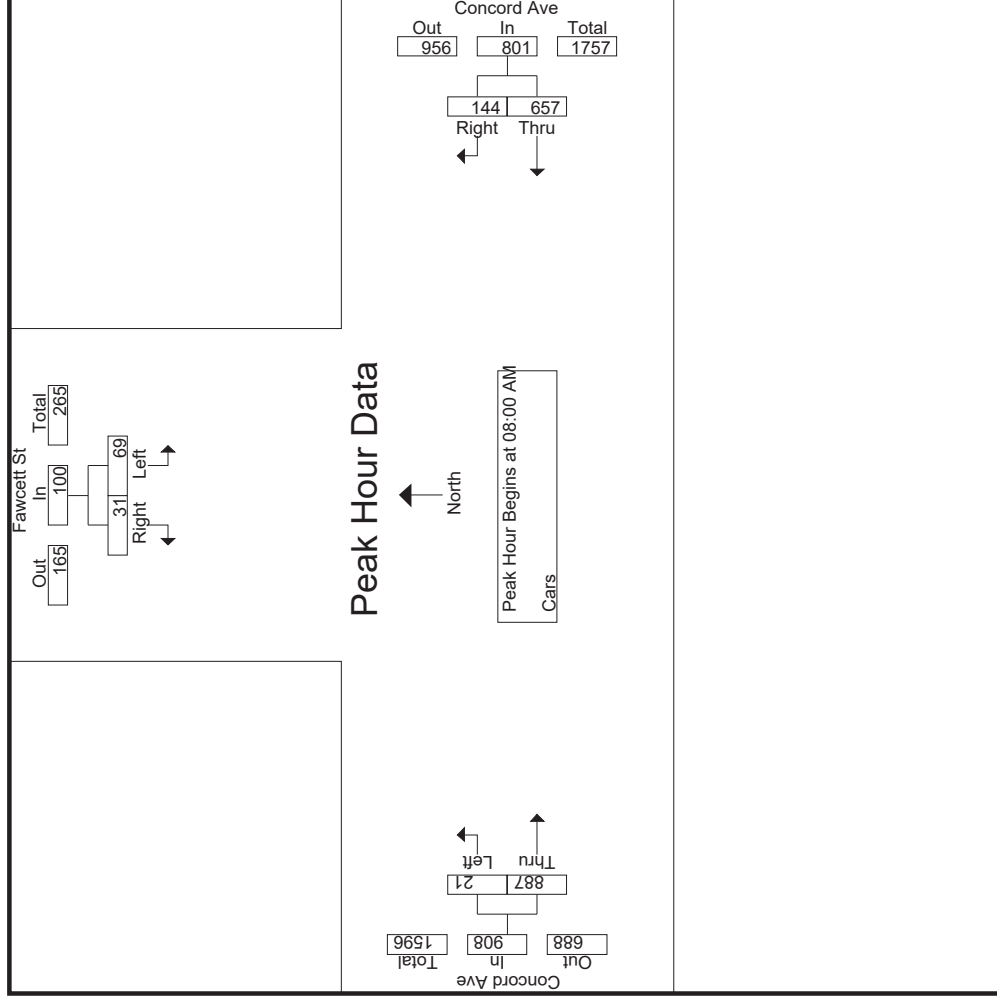 Concord Ave
Out In Total
956 801 1757
144 657
Right Thru
Fawcett St
Out In Total
165 100 265
31 69
Right Left
Peak Hour Data
North
Peak Hour Begins at 08:00 AM
Cars
Concord Ave
Out In Total
688 908 1596
887 21
Thru Left